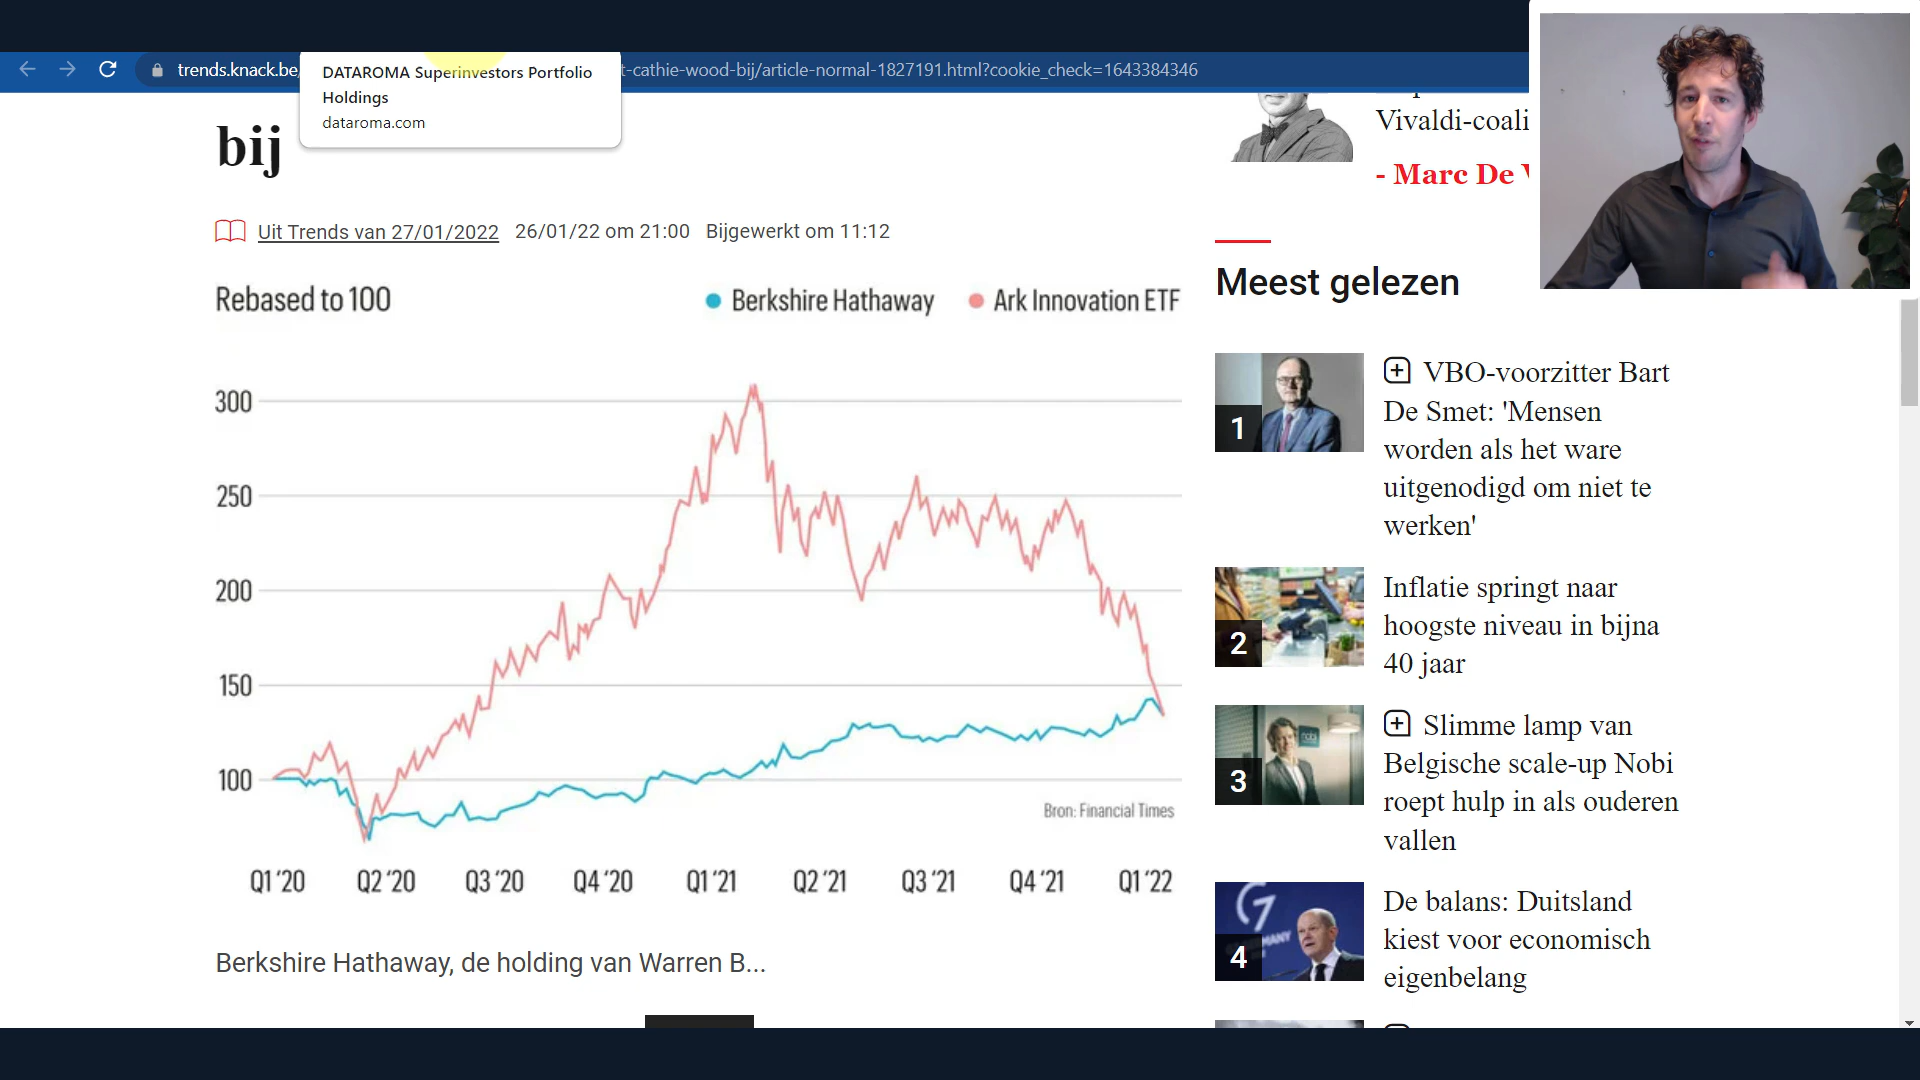 trends.knack.be/
t-cathie-wood-bij/article-normal-1827191.html?cookie_check=1643384346
DATAROMA Superinvestors Portfolio
Holdings
dataroma.com
bij
Uit Trends van 27/01/2022 26/01/22 om 21:00 Bijgewerkt om 11:12
Rebased to 100
Berkshire Hathaway
Ark Innovation ETF
300
250
200
150
100
Bron: Financial Times
Q1 '20 Q2 '20 Q3 '20 Q4 '20 Q1 '21 Q2 '21 Q3 '21 Q4 '21 Q1 '22
Berkshire Hathaway, de holding van Warren B...
Vivaldi-coali
- Marc De
Meest gelezen
1
VBO-voorzitter Bart
De Smet: 'Mensen
worden als het ware
uitgenodigd om niet te
werken'
2
Inflatie springt naar
hoogste niveau in bijna
40 jaar
3
Slimme lamp van
Belgische scale-up Nobi
roept hulp in als ouderen
vallen
4
De balans: Duitsland
kiest voor economisch
eigenbelang